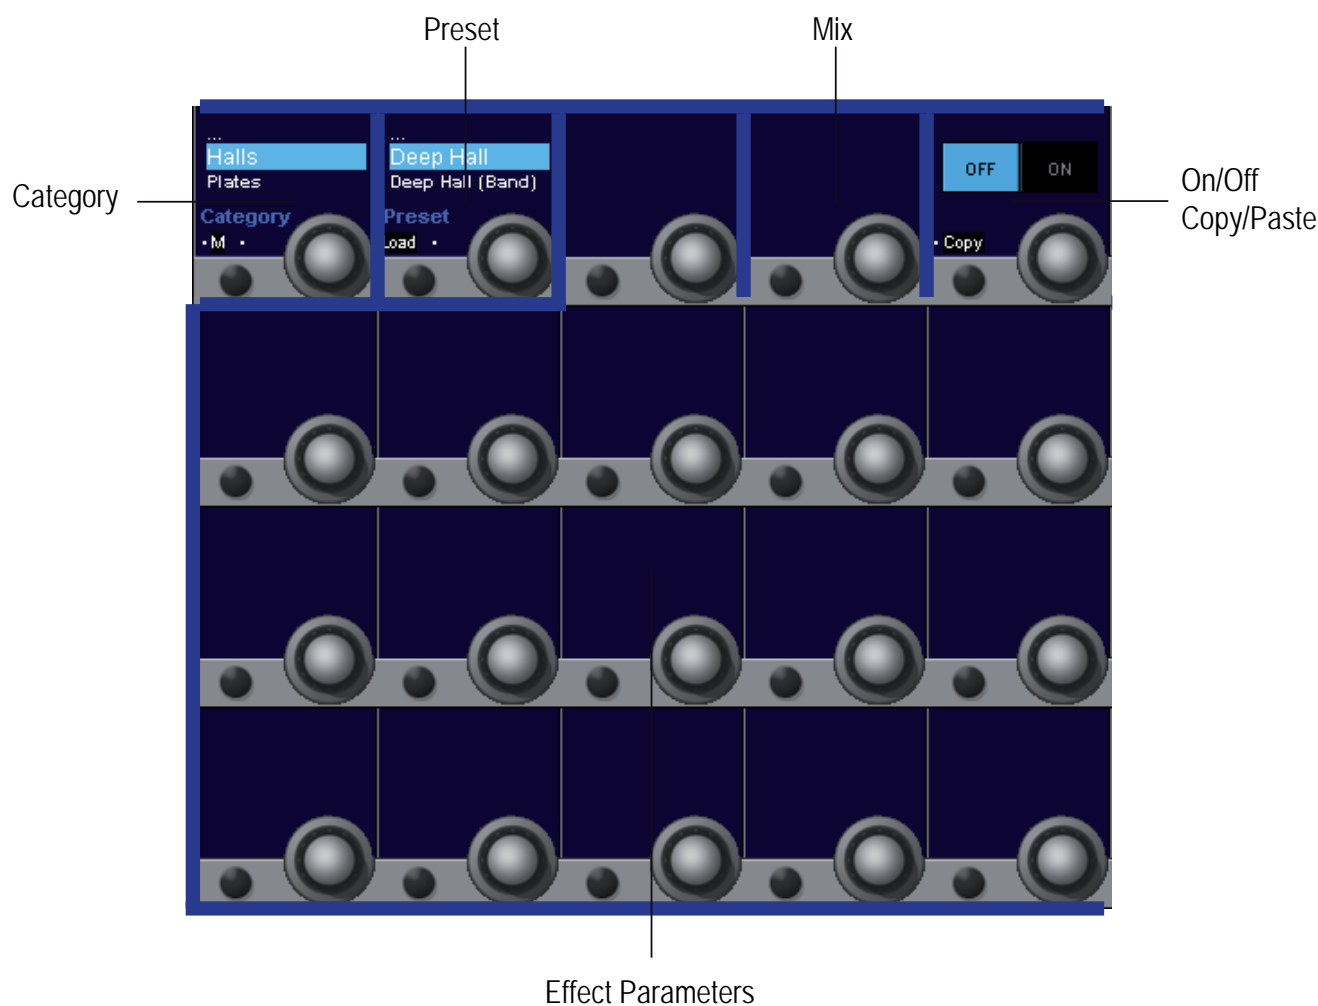 Preset
Mix
Category
...
Halls
Plates
Category
· M ·
...
Deep Hall
Deep Hall (Band)
Preset
Load ·
OFF ON
· Copy
On/Off
Copy/Paste
Effect Parameters